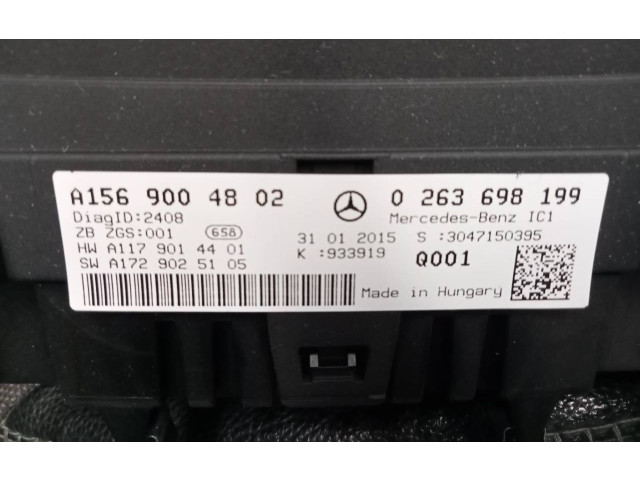 A156 900 48 02 0 263 698 199
DiagID:2408 Mercedes-Benz IC1
ZB ZGS:001 658 31 01 2015 S :3047150395
HW A117 901 44 01 K :933919 Q001
SW A172 902 51 05
Made in Hungary